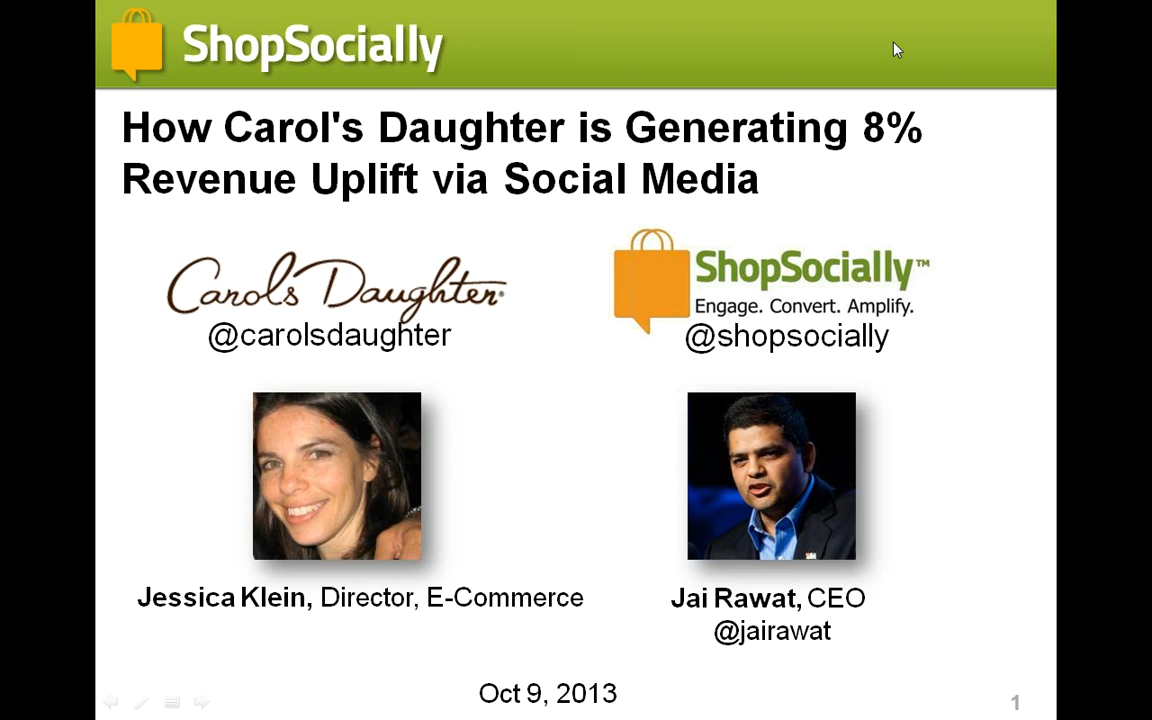 ShopSocially
How Carol's Daughter is Generating 8%
Revenue Uplift via Social Media
Carols Daughter®
@carolsdaughter
ShopSocially™
Engage. Convert. Amplify.
@shopsocially
Jessica Klein, Director, E-Commerce
Jai Rawat, CEO
@jairawat
Oct 9, 2013
1